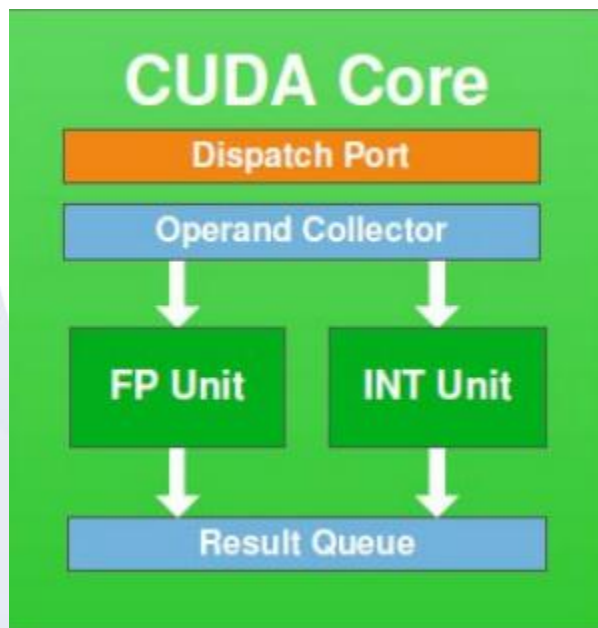 CUDA Core
Dispatch Port
Operand Collector
FP Unit
INT Unit
Result Queue